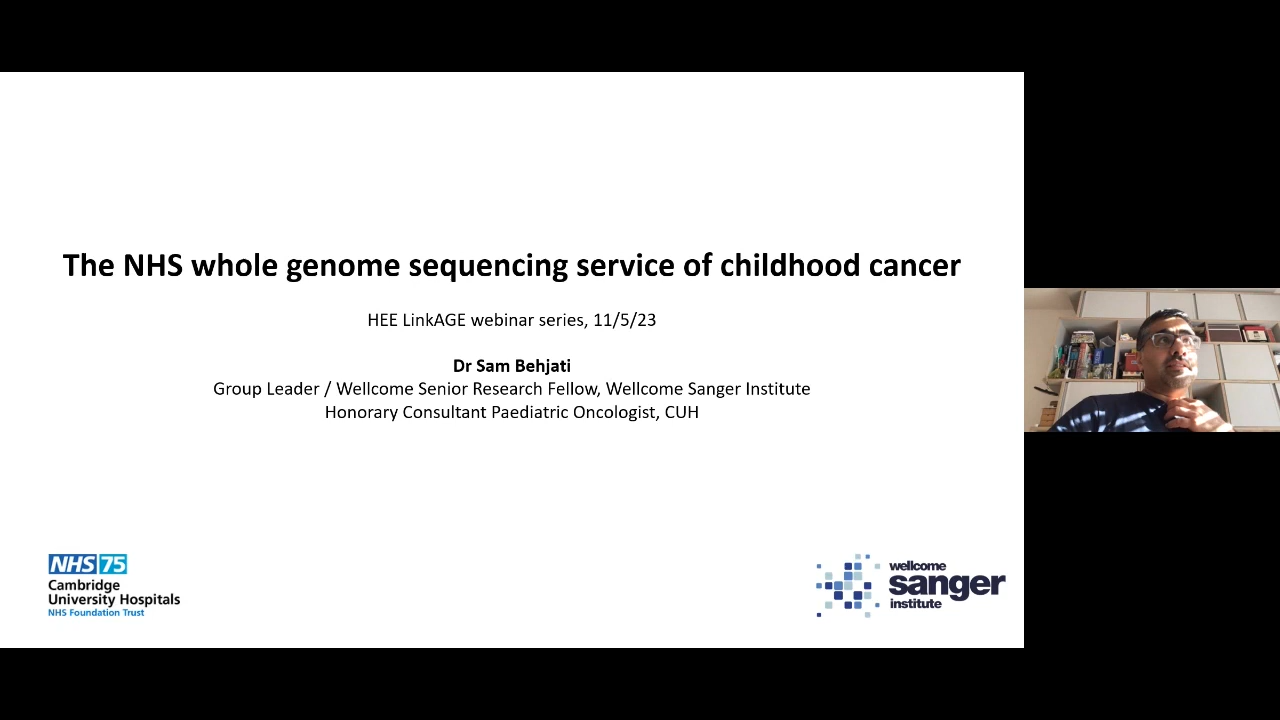 The NHS whole genome sequencing service of childhood cancer
HEE LinkAGE webinar series, 11/5/23
Dr Sam Behjati
Group Leader / Wellcome Senior Research Fellow, Wellcome Sanger Institute
Honorary Consultant Paediatric Oncologist, CUH
NHS 75
Cambridge
University Hospitals
NHS Foundation Trust
wellcome
sanger
institute